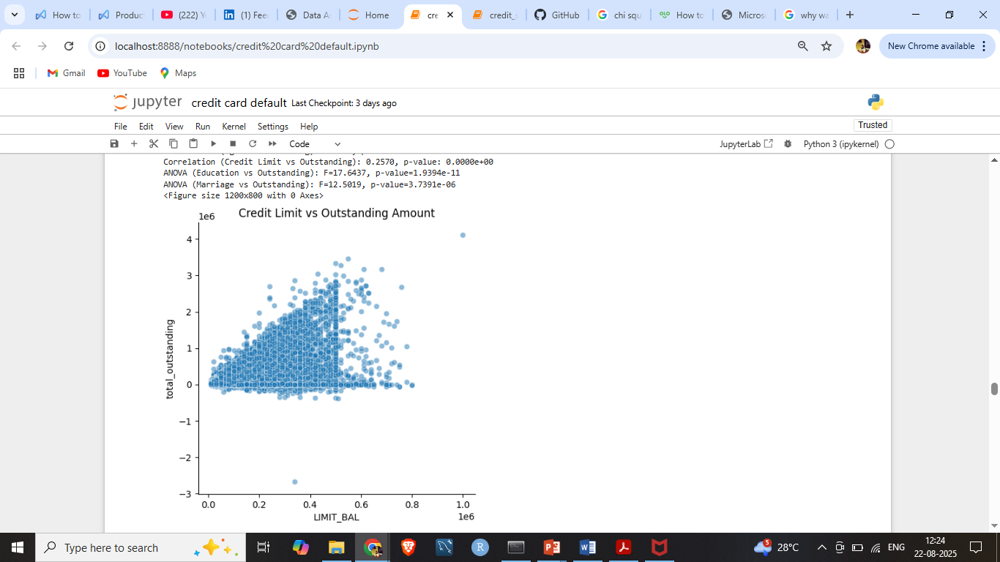 How to
Produc
(222) Y
(1) Fee
Data A
Home
cre
credit_
GitHub
chi squ
OLO
How to
Micros
why wa
localhost:8888/notebooks/credit%20card%20default.ipynb
New Chrome available
Gmail
YouTube
Maps
jupyter credit card default Last Checkpoint: 3 days ago
File Edit View Run Kernel Settings Help
Trusted
Code
JupyterLab
Python 3 (ipykernel)
Correlation (Credit Limit vs Outstanding): 0.2570, p-value: 0.0000e+00
ANOVA (Education vs Outstanding): F=17.6437, p-value=1.9394e-11
ANOVA (Marriage vs Outstanding): F=12.5019, p-value=3.7391e-06
<Figure size 1200x800 with 0 Axes>
Credit Limit vs Outstanding Amount
1e6
4
3
2
1
0
−1
−2
−3
total_outstanding
0.0 0.2 0.4 0.6 0.8 1.0
LIMIT_BAL
1e6
Type here to search
R
5
28°C
ENG
12:24
22-08-2025